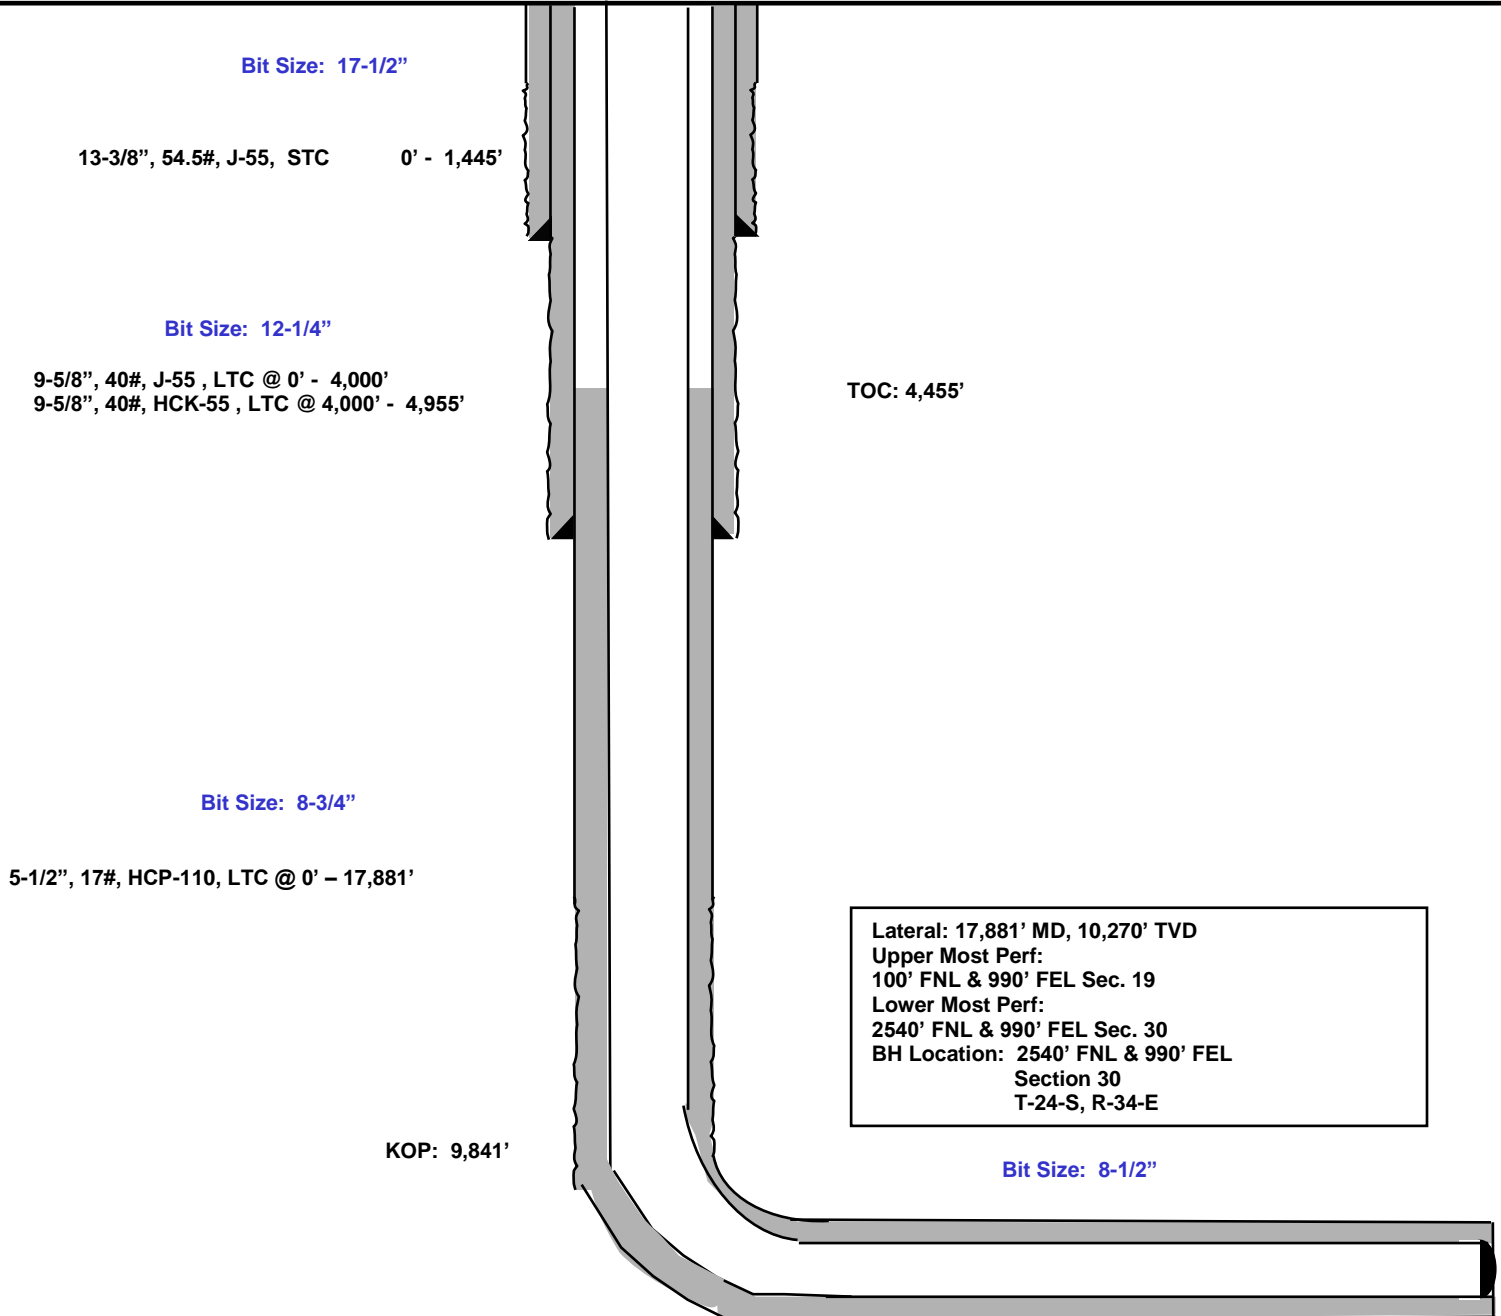 Bit Size: 17-1/2”
13-3/8”, 54.5#, J-55, STC 0’ - 1,445’
Bit Size: 12-1/4”
9-5/8”, 40#, J-55 , LTC @ 0’ - 4,000’
9-5/8”, 40#, HCK-55 , LTC @ 4,000’ - 4,955’
TOC: 4,455’
Bit Size: 8-3/4”
5-1/2”, 17#, HCP-110, LTC @ 0’ – 17,881’
Lateral: 17,881’ MD, 10,270’ TVD
Upper Most Perf:
100’ FNL & 990’ FEL Sec. 19
Lower Most Perf:
2540’ FNL & 990’ FEL Sec. 30
BH Location: 2540’ FNL & 990’ FEL
Section 30
T-24-S, R-34-E
KOP: 9,841’
Bit Size: 8-1/2”